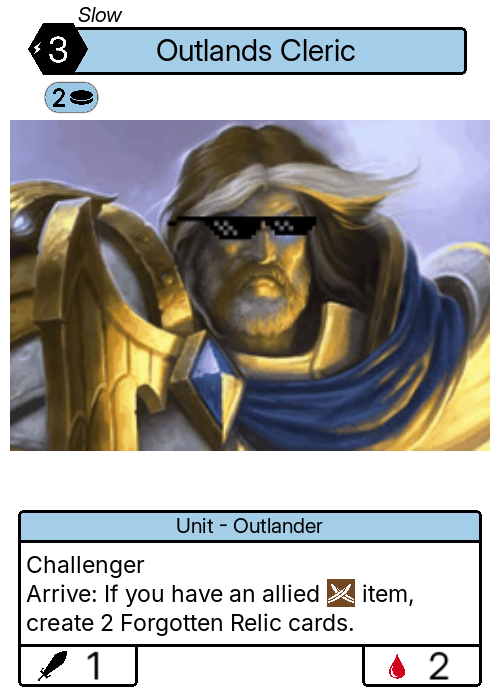 Slow
3
Outlands Cleric
2
Unit - Outlander
Challenger
Arrive: If you have an allied item,
create 2 Forgotten Relic cards.
1
2